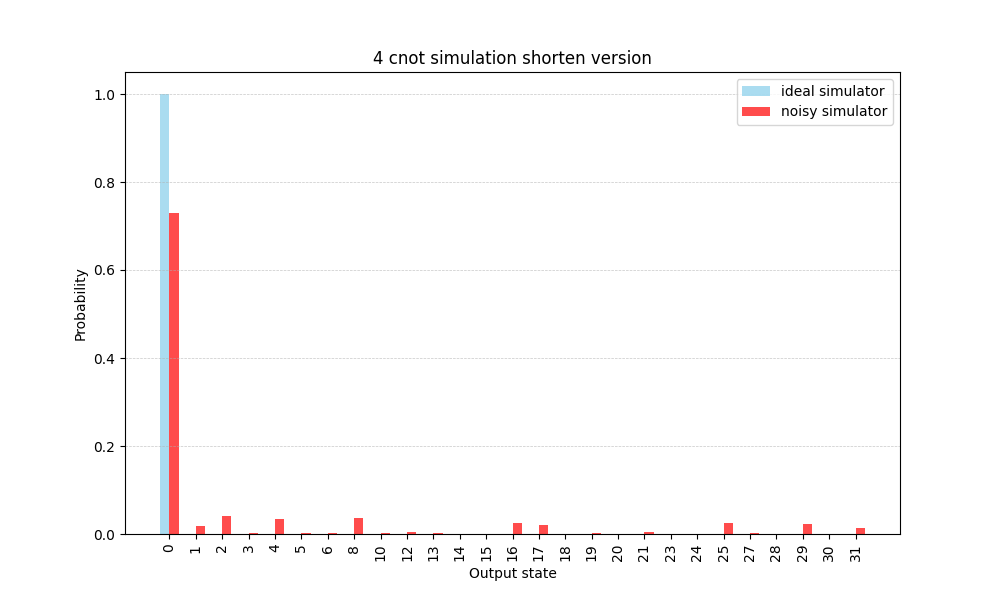 4 cnot simulation shorten version
ideal simulator
noisy simulator
Probability
1.0
0.8
0.6
0.4
0.2
0.0
0 1 2 3 4 5 6 8 10 12 13 14 15 16 17 18 19 20 21 23 24 25 27 28 29 30 31
Output state